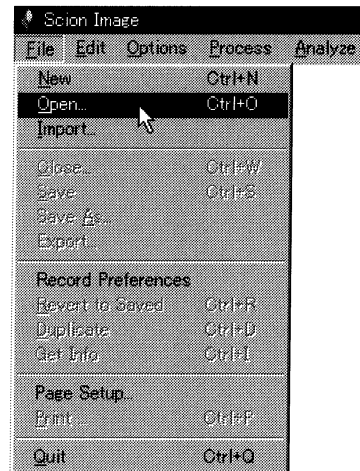 Scion Image
File Edit Options Process Analyze
New Ctrl+N
Open... Ctrl+O
Import...
Close... Ctrl+W
Save Ctrl+S
Save As...
Export...
Record Preferences
Revert to Saved Ctrl+R
Duplicate Ctrl+D
Get Info Ctrl+I
Page Setup...
Print... Ctrl+P
Quit Ctrl+Q